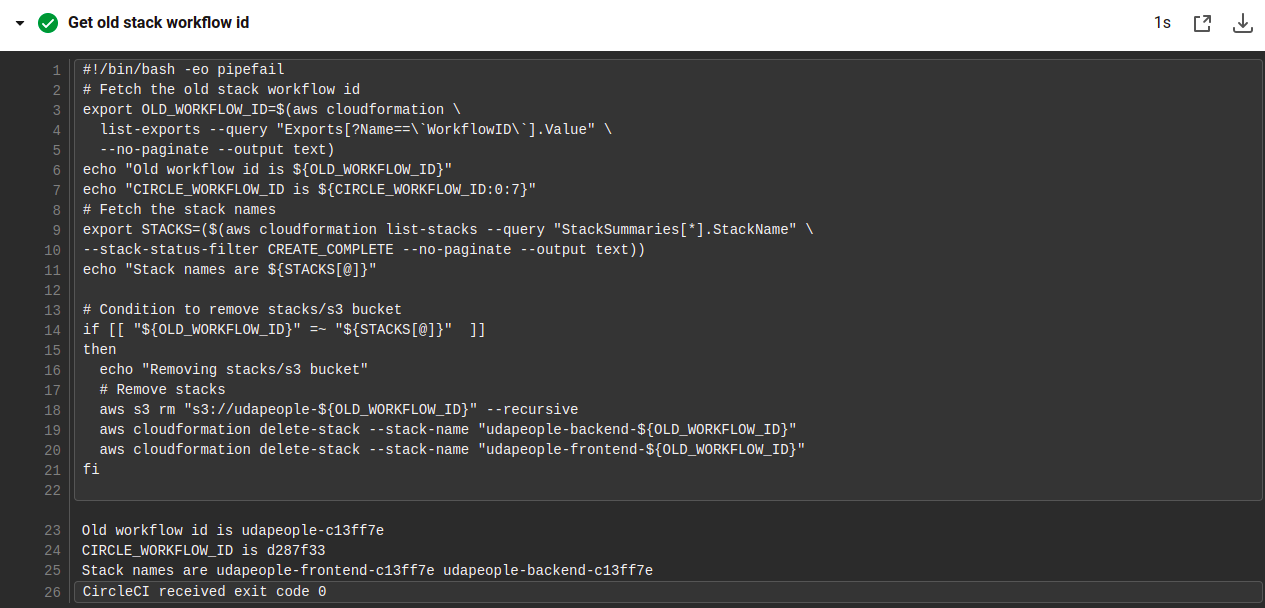 Get old stack workflow id 1s
1 #!/bin/bash -eo pipefail
2 # Fetch the old stack workflow id
3 export OLD_WORKFLOW_ID=$(aws cloudformation \
4   list-exports --query "Exports[?Name==\`WorkflowID\`].Value" \
5   --no-paginate --output text)
6 echo "Old workflow id is ${OLD_WORKFLOW_ID}"
7 echo "CIRCLE_WORKFLOW_ID is ${CIRCLE_WORKFLOW_ID:0:7}"
8 # Fetch the stack names
9 export STACKS=($(aws cloudformation list-stacks --query "StackSummaries[*].StackName" \
10 --stack-status-filter CREATE_COMPLETE --no-paginate --output text))
11 echo "Stack names are ${STACKS[@]}"
12
13 # Condition to remove stacks/s3 bucket
14 if [[ "${OLD_WORKFLOW_ID}" =~ "${STACKS[@]}"  ]]
15 then
16   echo "Removing stacks/s3 bucket"
17   # Remove stacks
18   aws s3 rm "s3://udapeople-${OLD_WORKFLOW_ID}" --recursive
19   aws cloudformation delete-stack --stack-name "udapeople-backend-${OLD_WORKFLOW_ID}"
20   aws cloudformation delete-stack --stack-name "udapeople-frontend-${OLD_WORKFLOW_ID}"
21 fi
22
23 Old workflow id is udapeople-c13ff7e
24 CIRCLE_WORKFLOW_ID is d287f33
25 Stack names are udapeople-frontend-c13ff7e udapeople-backend-c13ff7e
26 CircleCI received exit code 0